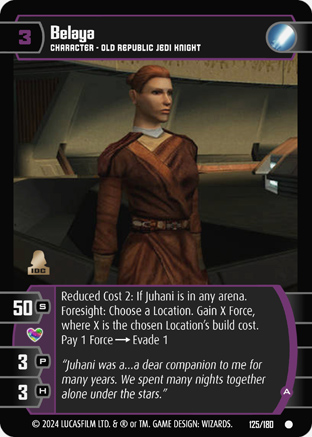 3
Belaya
CHARACTER - OLD REPUBLIC JEDI KNIGHT
IDC
50 S
3 P
3 H
Reduced Cost 2: If Juhani is in any arena.
Foresight: Choose a Location. Gain X Force,
where X is the chosen Location's build cost.
Pay 1 Force → Evade 1
"Juhani was a...a dear companion to me for
many years. We spent many nights together
alone under the stars."
A
© 2024 LUCASFILM LTD. & ® or TM. GAME DESIGN: WIZARDS. 125/180